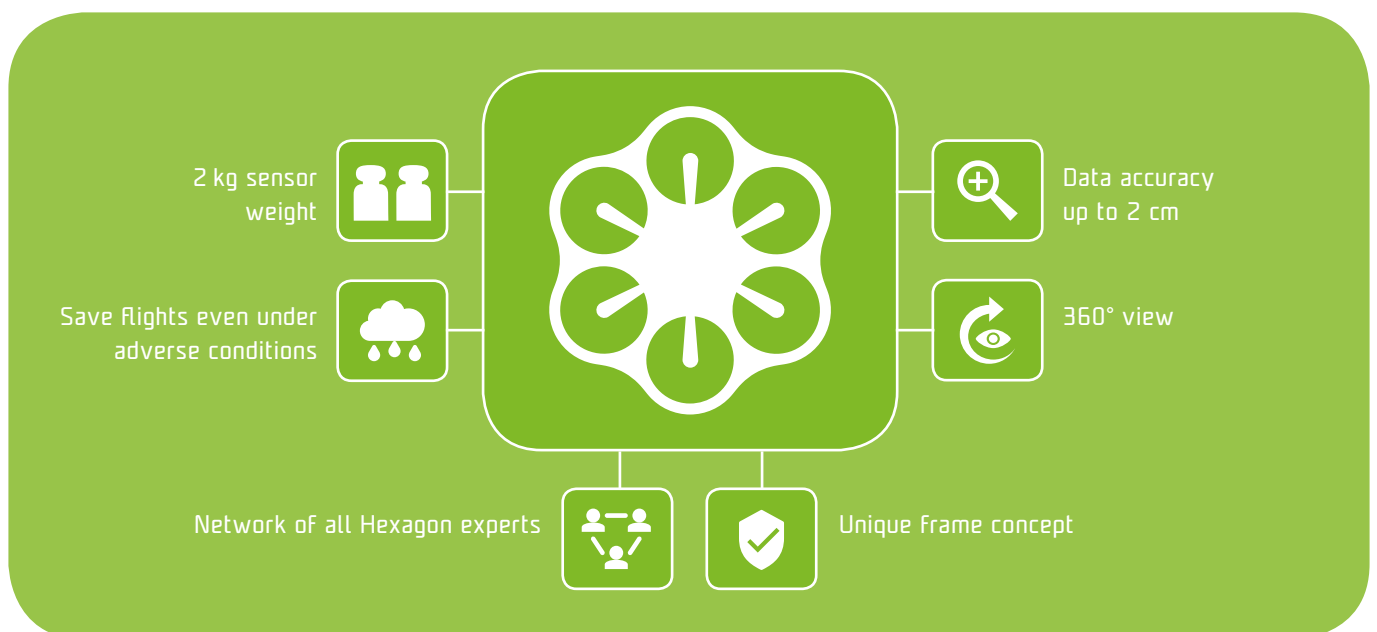 2 kg sensor
weight
Data accuracy
up to 2 cm
Save flights even under
adverse conditions
360° view
Network of all Hexagon experts
Unique frame concept